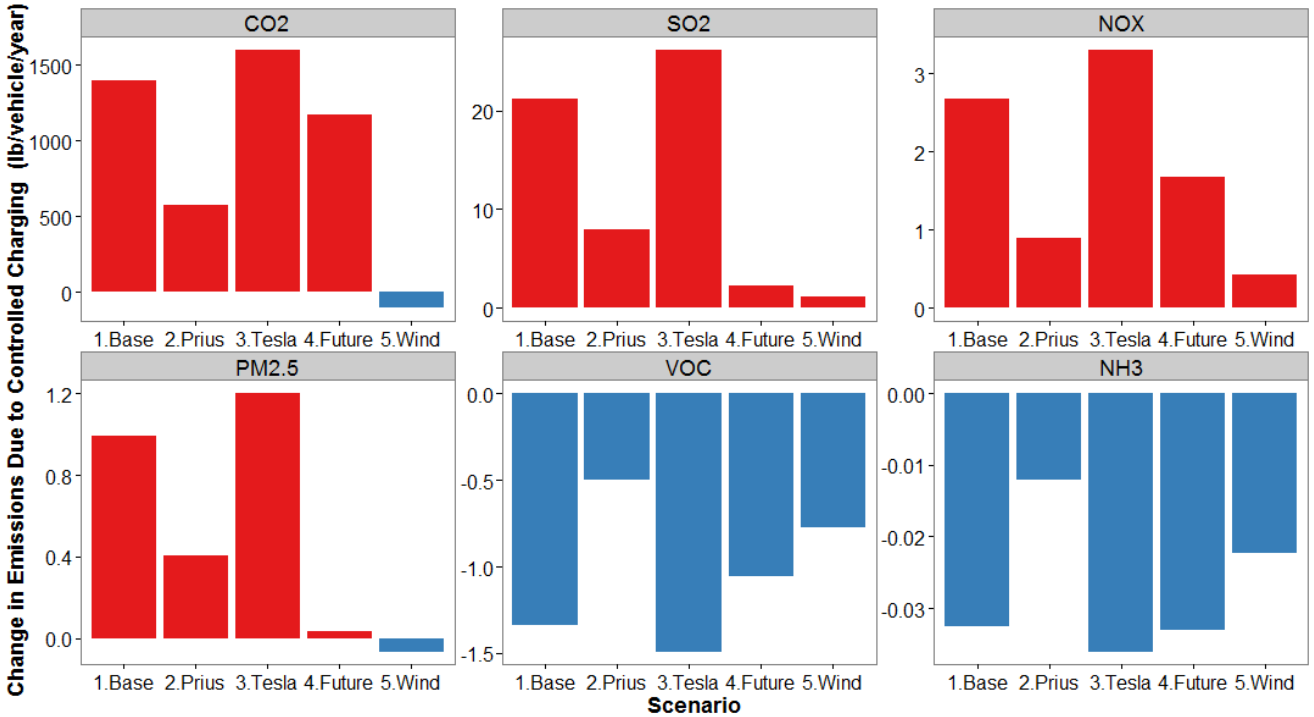 Change in Emissions Due to Controlled Charging (lb/vehicle/year)
CO2
1500
1000
500
0
1.Base 2.Prius 3.Tesla 4.Future 5.Wind
SO2
20
10
0
1.Base 2.Prius 3.Tesla 4.Future 5.Wind
NOX
3
2
1
0
1.Base 2.Prius 3.Tesla 4.Future 5.Wind
PM2.5
1.2
0.8
0.4
0.0
1.Base 2.Prius 3.Tesla 4.Future 5.Wind
VOC
0.0
-0.5
-1.0
-1.5
1.Base 2.Prius 3.Tesla 4.Future 5.Wind
NH3
0.00
-0.01
-0.02
-0.03
1.Base 2.Prius 3.Tesla 4.Future 5.Wind
Scenario